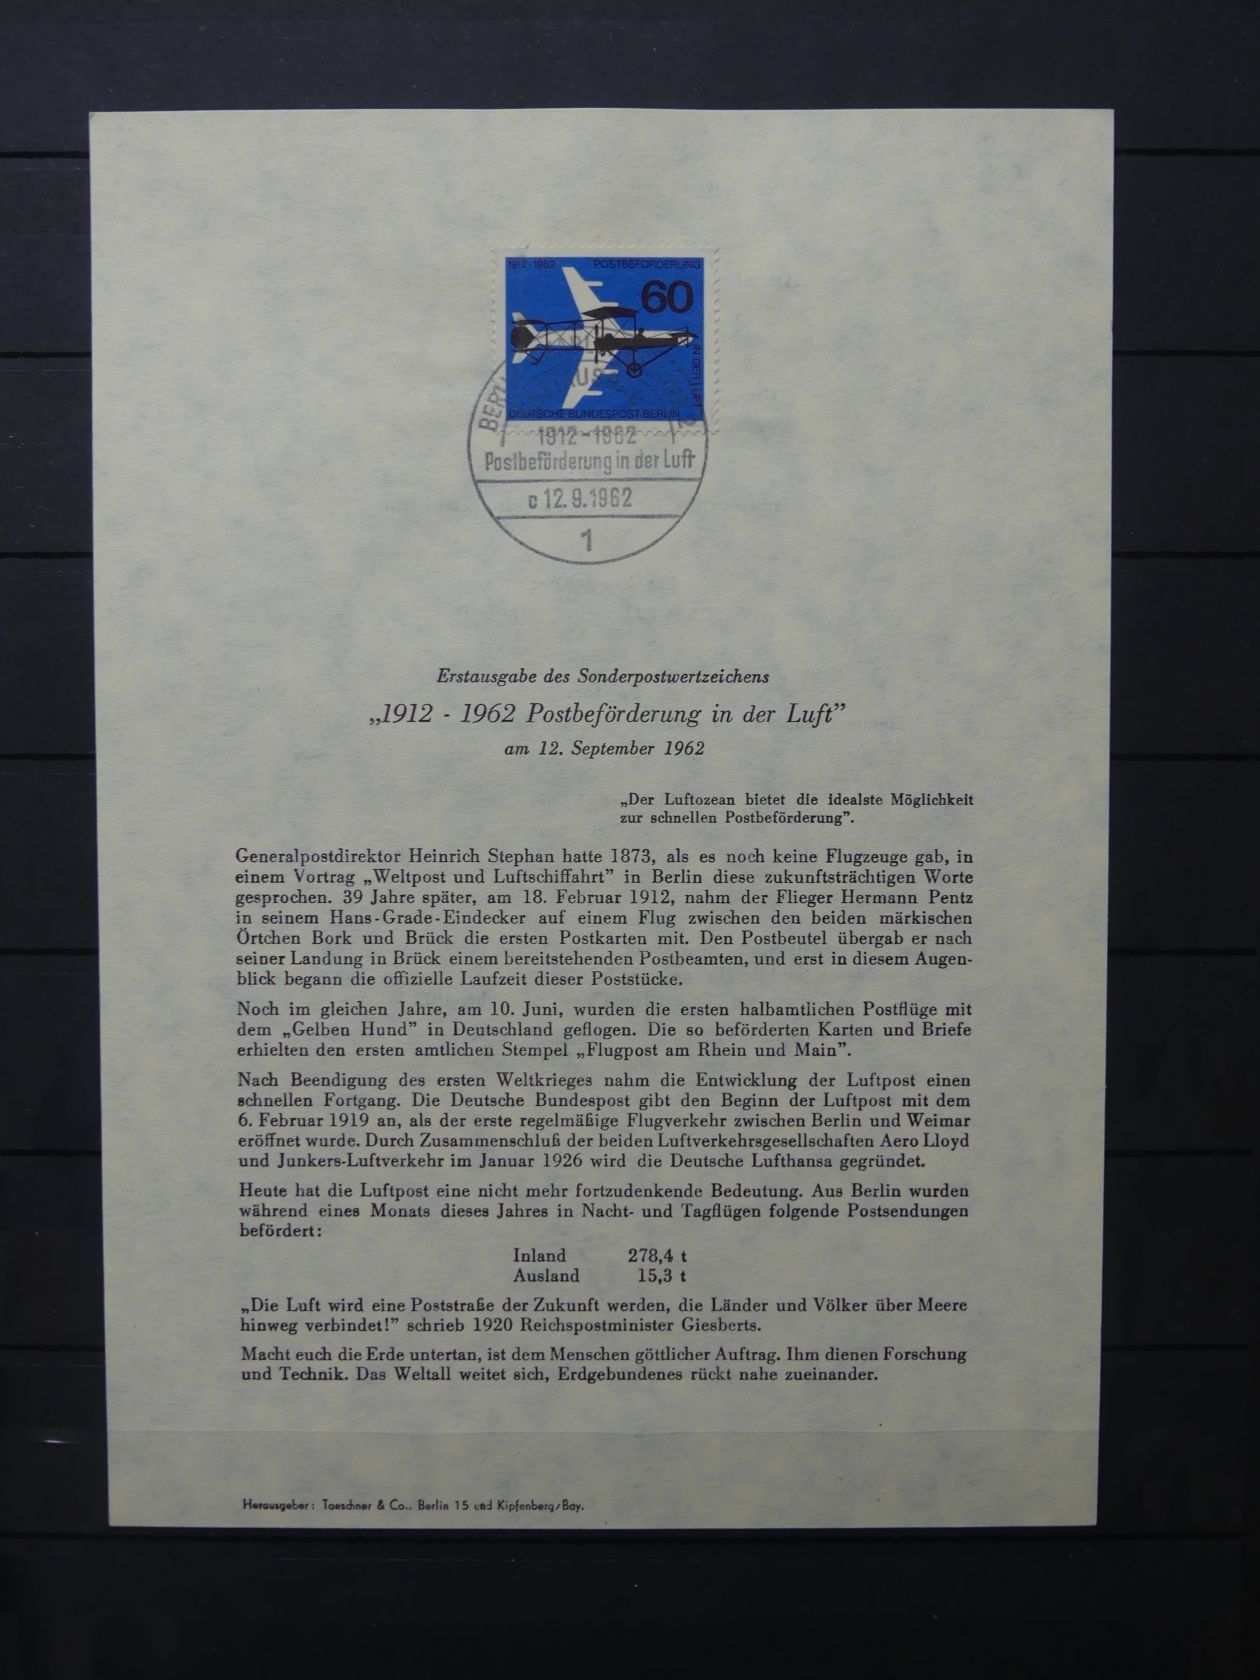 1912-1962 POSTBEFÖRDERUNG
60
IN DER LUFT
DEUTSCHE BUNDESPOST BERLIN
BERLIN
1912-1962
Postbeförderung in der Luft
c 12.9.1962
1
Erstausgabe des Sonderpostwertzeichens
„1912 - 1962 Postbeförderung in der Luft”
am 12. September 1962
„Der Luftozean bietet die idealste Möglichkeit
zur schnellen Postbeförderung”.
Generalpostdirektor Heinrich Stephan hatte 1873, als es noch keine Flugzeuge gab, in
einem Vortrag „Weltpost und Luftschiffahrt” in Berlin diese zukunftsträchtigen Worte
gesprochen. 39 Jahre später, am 18. Februar 1912, nahm der Flieger Hermann Pentz
in seinem Hans-Grade-Eindecker auf einem Flug zwischen den beiden märkischen
Örtchen Bork und Brück die ersten Postkarten mit. Den Postbeutel übergab er nach
seiner Landung in Brück einem bereitstehenden Postbeamten, und erst in diesem Augen-
blick begann die offizielle Laufzeit dieser Poststücke.
Noch im gleichen Jahre, am 10. Juni, wurden die ersten halbamtlichen Postflüge mit
dem „Gelben Hund” in Deutschland geflogen. Die so beförderten Karten und Briefe
erhielten den ersten amtlichen Stempel „Flugpost am Rhein und Main”.
Nach Beendigung des ersten Weltkrieges nahm die Entwicklung der Luftpost einen
schnellen Fortgang. Die Deutsche Bundespost gibt den Beginn der Luftpost mit dem
6. Februar 1919 an, als der erste regelmäßige Flugverkehr zwischen Berlin und Weimar
eröffnet wurde. Durch Zusammenschluß der beiden Luftverkehrsgesellschaften Aero Lloyd
und Junkers-Luftverkehr im Januar 1926 wird die Deutsche Lufthansa gegründet.
Heute hat die Luftpost eine nicht mehr fortzudenkende Bedeutung. Aus Berlin wurden
während eines Monats dieses Jahres in Nacht- und Tagflügen folgende Postsendungen
befördert:
Inland 278,4 t
Ausland 15,3 t
„Die Luft wird eine Poststraße der Zukunft werden, die Länder und Völker über Meere
hinweg verbindet!” schrieb 1920 Reichspostminister Giesberts.
Macht euch die Erde untertan, ist dem Menschen göttlicher Auftrag. Ihm dienen Forschung
und Technik. Das Weltall weitet sich, Erdgebundenes rückt nahe zueinander.
Herausgeber: Taeschner & Co., Berlin 15 und Kipfenberg/Bay.